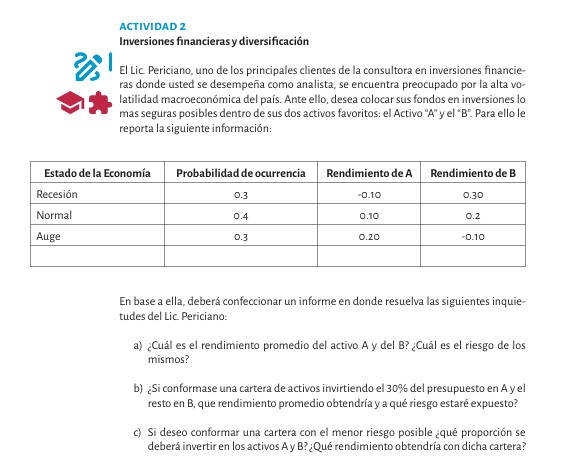 ACTIVIDAD 2
Inversiones financieras y diversificación
El Lic. Periciano, uno de los principales clientes de la consultora en inversiones financie-
ras donde usted se desempeña como analista, se encuentra preocupado por la alta vo-
latilidad macroeconómica del país. Ante ello, desea colocar sus fondos en inversiones lo
mas seguras posibles dentro de sus dos activos favoritos: el Activo "A" y el "B". Para ello le
reporta la siguiente información:
Estado de la Economía Probabilidad de ocurrencia Rendimiento de A Rendimiento de B
Recesión 0.3 -0.10 0.30
Normal 0.4 0.10 0.2
Auge 0.3 0.20 -0.10
En base a ella, deberá confeccionar un informe en donde resuelva las siguientes inquie-
tudes del Lic. Periciano:
a) ¿Cuál es el rendimiento promedio del activo A y del B? ¿Cuál es el riesgo de los
mismos?
b) ¿Si conformase una cartera de activos invirtiendo el 30% del presupuesto en A y el
resto en B, que rendimiento promedio obtendría y a qué riesgo estaré expuesto?
c) Si deseo conformar una cartera con el menor riesgo posible ¿qué proporción se
deberá invertir en los activos A y B? ¿Qué rendimiento obtendría con dicha cartera?